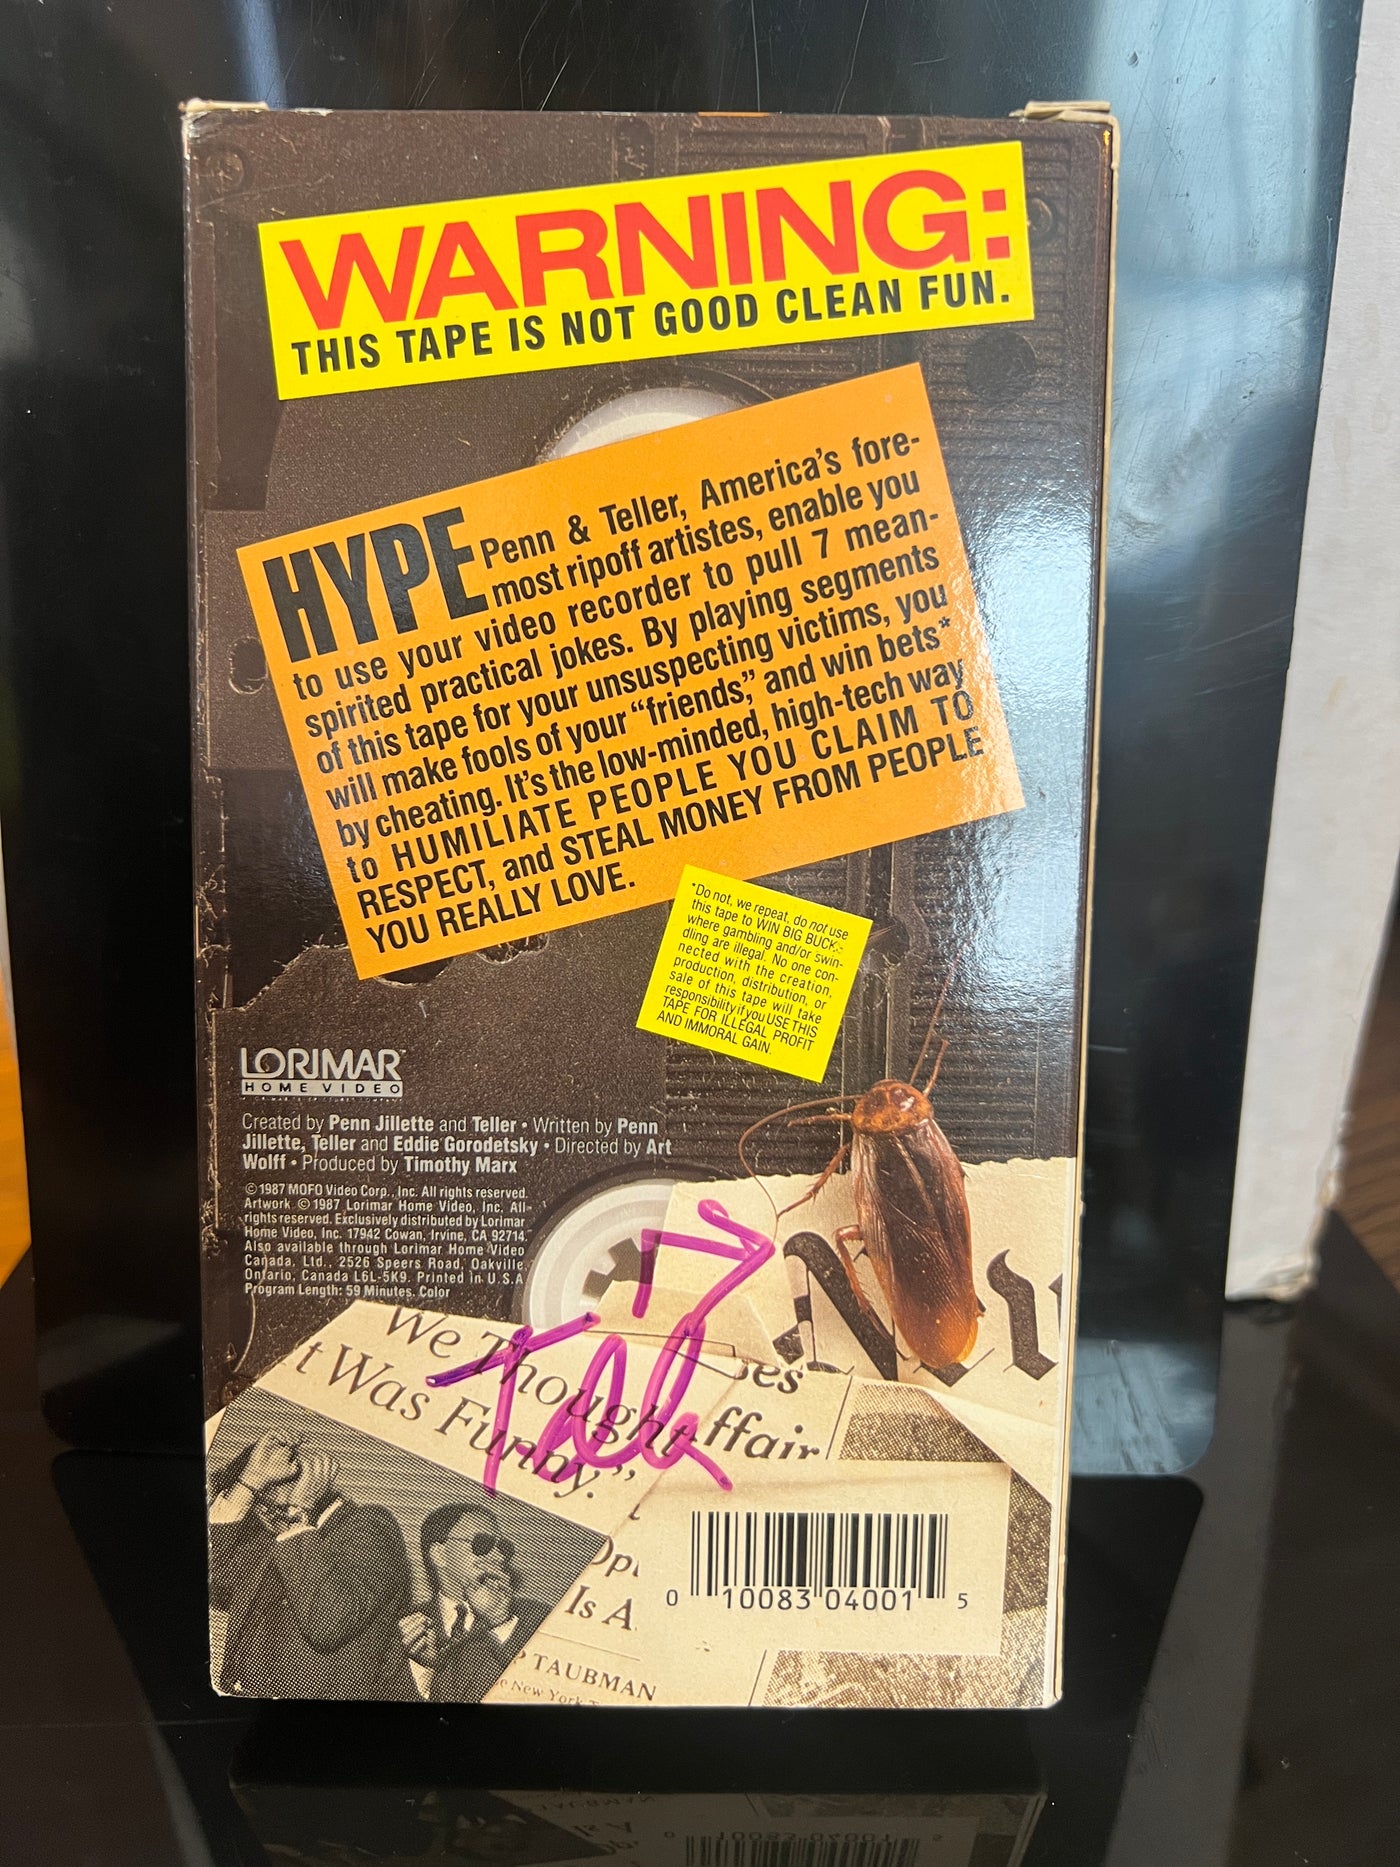 WARNING:
THIS TAPE IS NOT GOOD CLEAN FUN.
HYPE Penn & Teller, America's fore-
most ripoff artistes, enable you
to use your video recorder to pull 7 mean-
spirited practical jokes. By playing segments
of this tape for your unsuspecting victims, you
will make fools of your “friends,” and win bets*
by cheating. It's the low-minded, high-tech way
to HUMILIATE PEOPLE YOU CLAIM TO
RESPECT, and STEAL MONEY FROM PEOPLE
YOU REALLY LOVE.
*Do not, we repeat, do not use
this tape to WIN BIG BUCKS
where gambling and/or swin-
dling are illegal. No one con-
nected with the creation,
production, distribution, or
sale of this tape will take
responsibility if you USE THIS
TAPE FOR ILLEGAL PROFIT
AND IMMORAL GAIN.
LORIMAR
HOME VIDEO
Created by Penn Jillette and Teller • Written by Penn
Jillette, Teller and Eddie Gorodetsky • Directed by Art
Wolff • Produced by Timothy Marx
©1987 MOFO Video Corp., Inc. All rights reserved.
Artwork ©1987 Lorimar Home Video, Inc. All
rights reserved. Exclusively distributed by Lorimar
Home Video, Inc. 17942 Cowan, Irvine, CA 92714.
Also available through Lorimar Home Video
Canada, Ltd., 2526 Speers Road, Oakville,
Ontario, Canada L6L-5K9. Printed in U.S.A
Program Length: 59 Minutes. Color
We Thought
t Was Funny.”
ses
ffair
Is A
TAUBMAN
New York
0 10083 04001 5